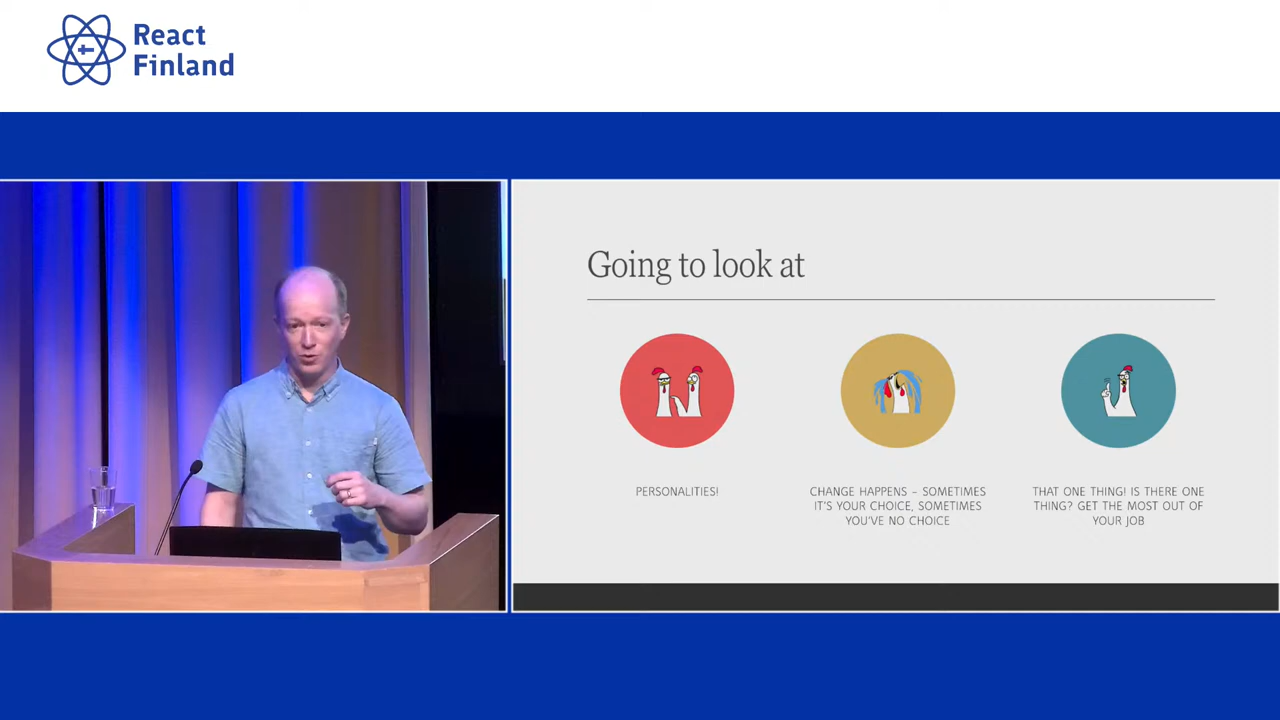 React
Finland
Going to look at
PERSONALITIES!
CHANGE HAPPENS – SOMETIMES
IT'S YOUR CHOICE, SOMETIMES
YOU'VE NO CHOICE
THAT ONE THING! IS THERE ONE
THING? GET THE MOST OUT OF
YOUR JOB